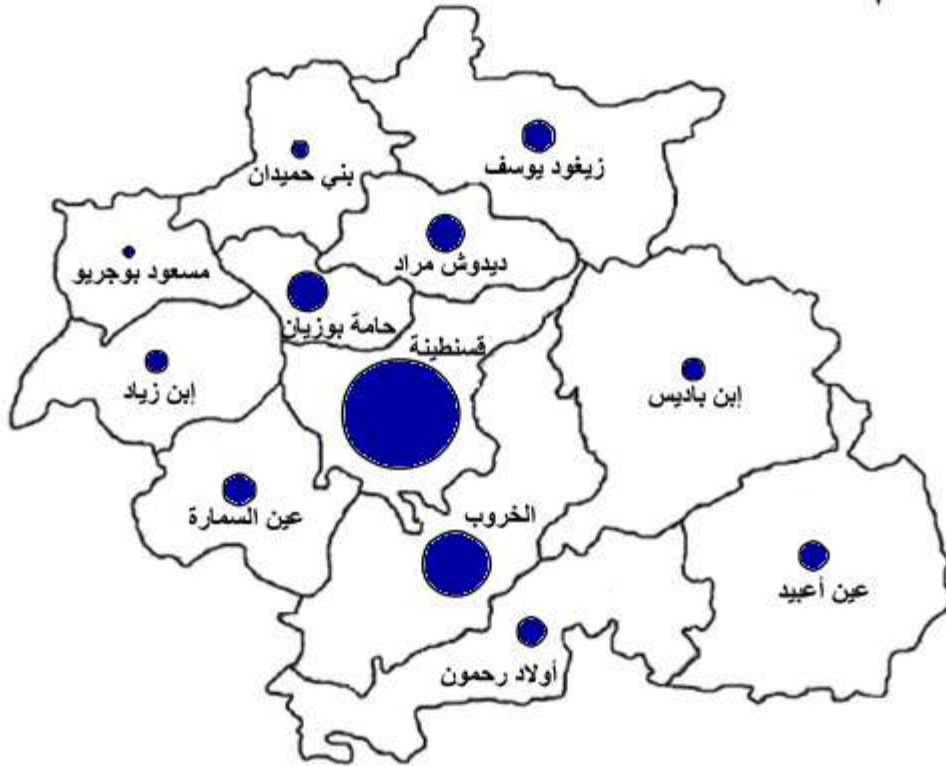 زيغود يوسف
بني حميدان
ديدوش مراد
مسعود بوجريو
حامة بوزيان
قسنطينة
إبن زياد
إبن باديس
عين السمارة
الخروب
عين أعبيد
أولاد رحمون